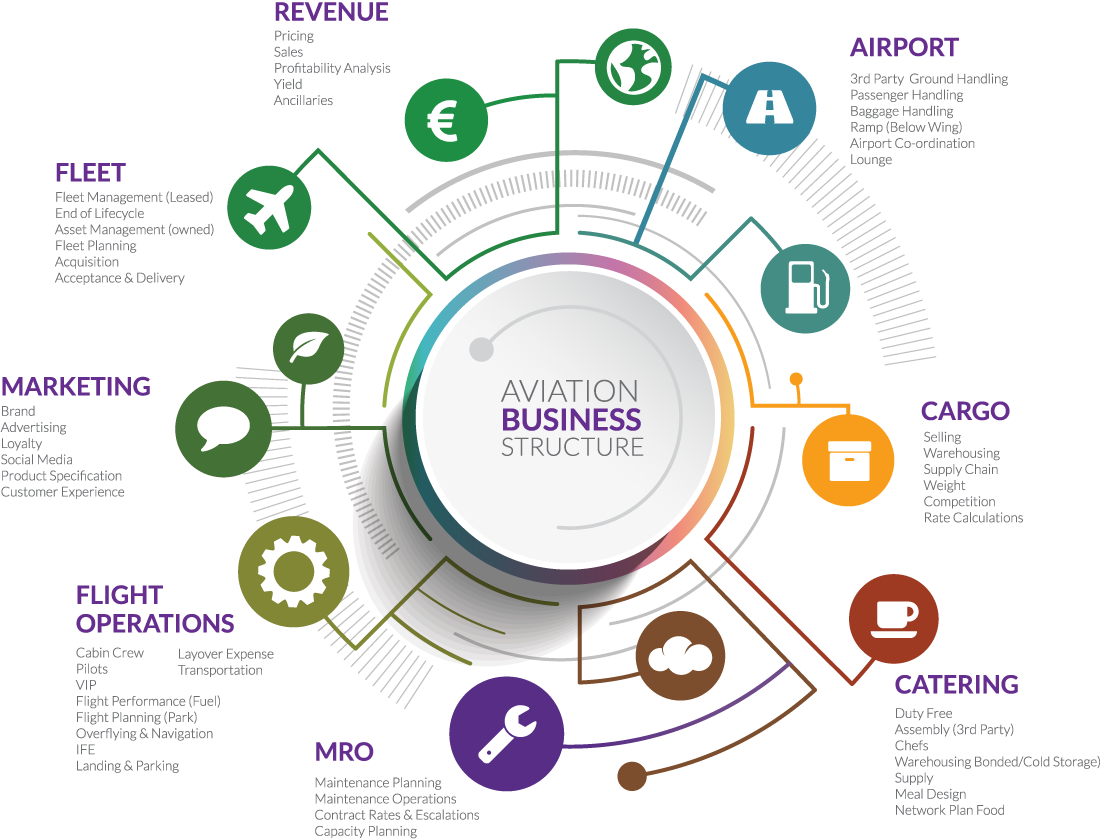 REVENUE
Pricing
Sales
Profitability Analysis
Yield
Ancillaries
AIRPORT
3rd Party Ground Handling
Passenger Handling
Baggage Handling
Ramp (Below Wing)
Airport Co-ordination
Lounge
FLEET
Fleet Management (Leased)
End of Lifecycle
Asset Management (owned)
Fleet Planning
Acquisition
Acceptance & Delivery
€
MARKETING
Brand
Advertising
Loyalty
Social Media
Product Specification
Customer Experience
AVIATION
BUSINESS
STRUCTURE
CARGO
Selling
Warehousing
Supply Chain
Weight
Competition
Rate Calculations
FLIGHT
OPERATIONS
Cabin Crew
Pilots
VIP
Flight Performance (Fuel)
Flight Planning (Park)
Overflying & Navigation
IFE
Landing & Parking
Layover Expense
Transportation
MRO
Maintenance Planning
Maintenance Operations
Contract Rates & Escalations
Capacity Planning
CATERING
Duty Free
Assembly (3rd Party)
Chefs
Warehousing Bonded/Cold Storage)
Supply
Meal Design
Network Plan Food